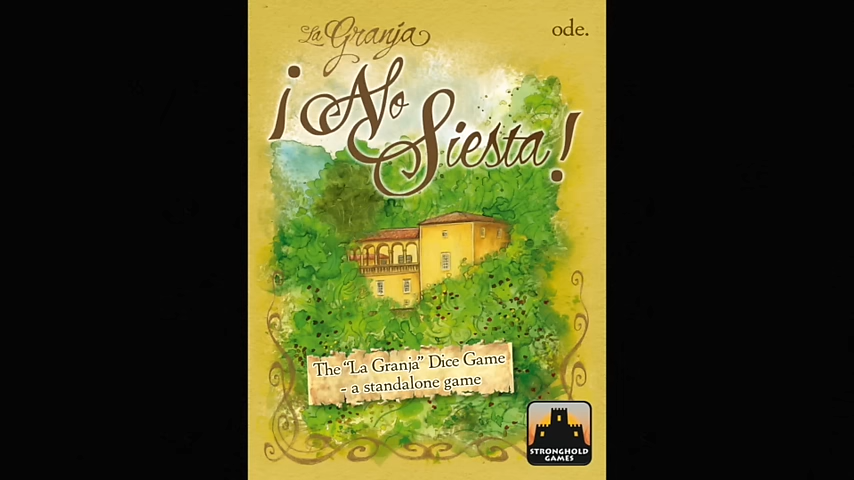 La Granja
ode.
¡No
Siesta!
The "La Granja" Dice Game
- a standalone game
STRONGHOLD
GAMES